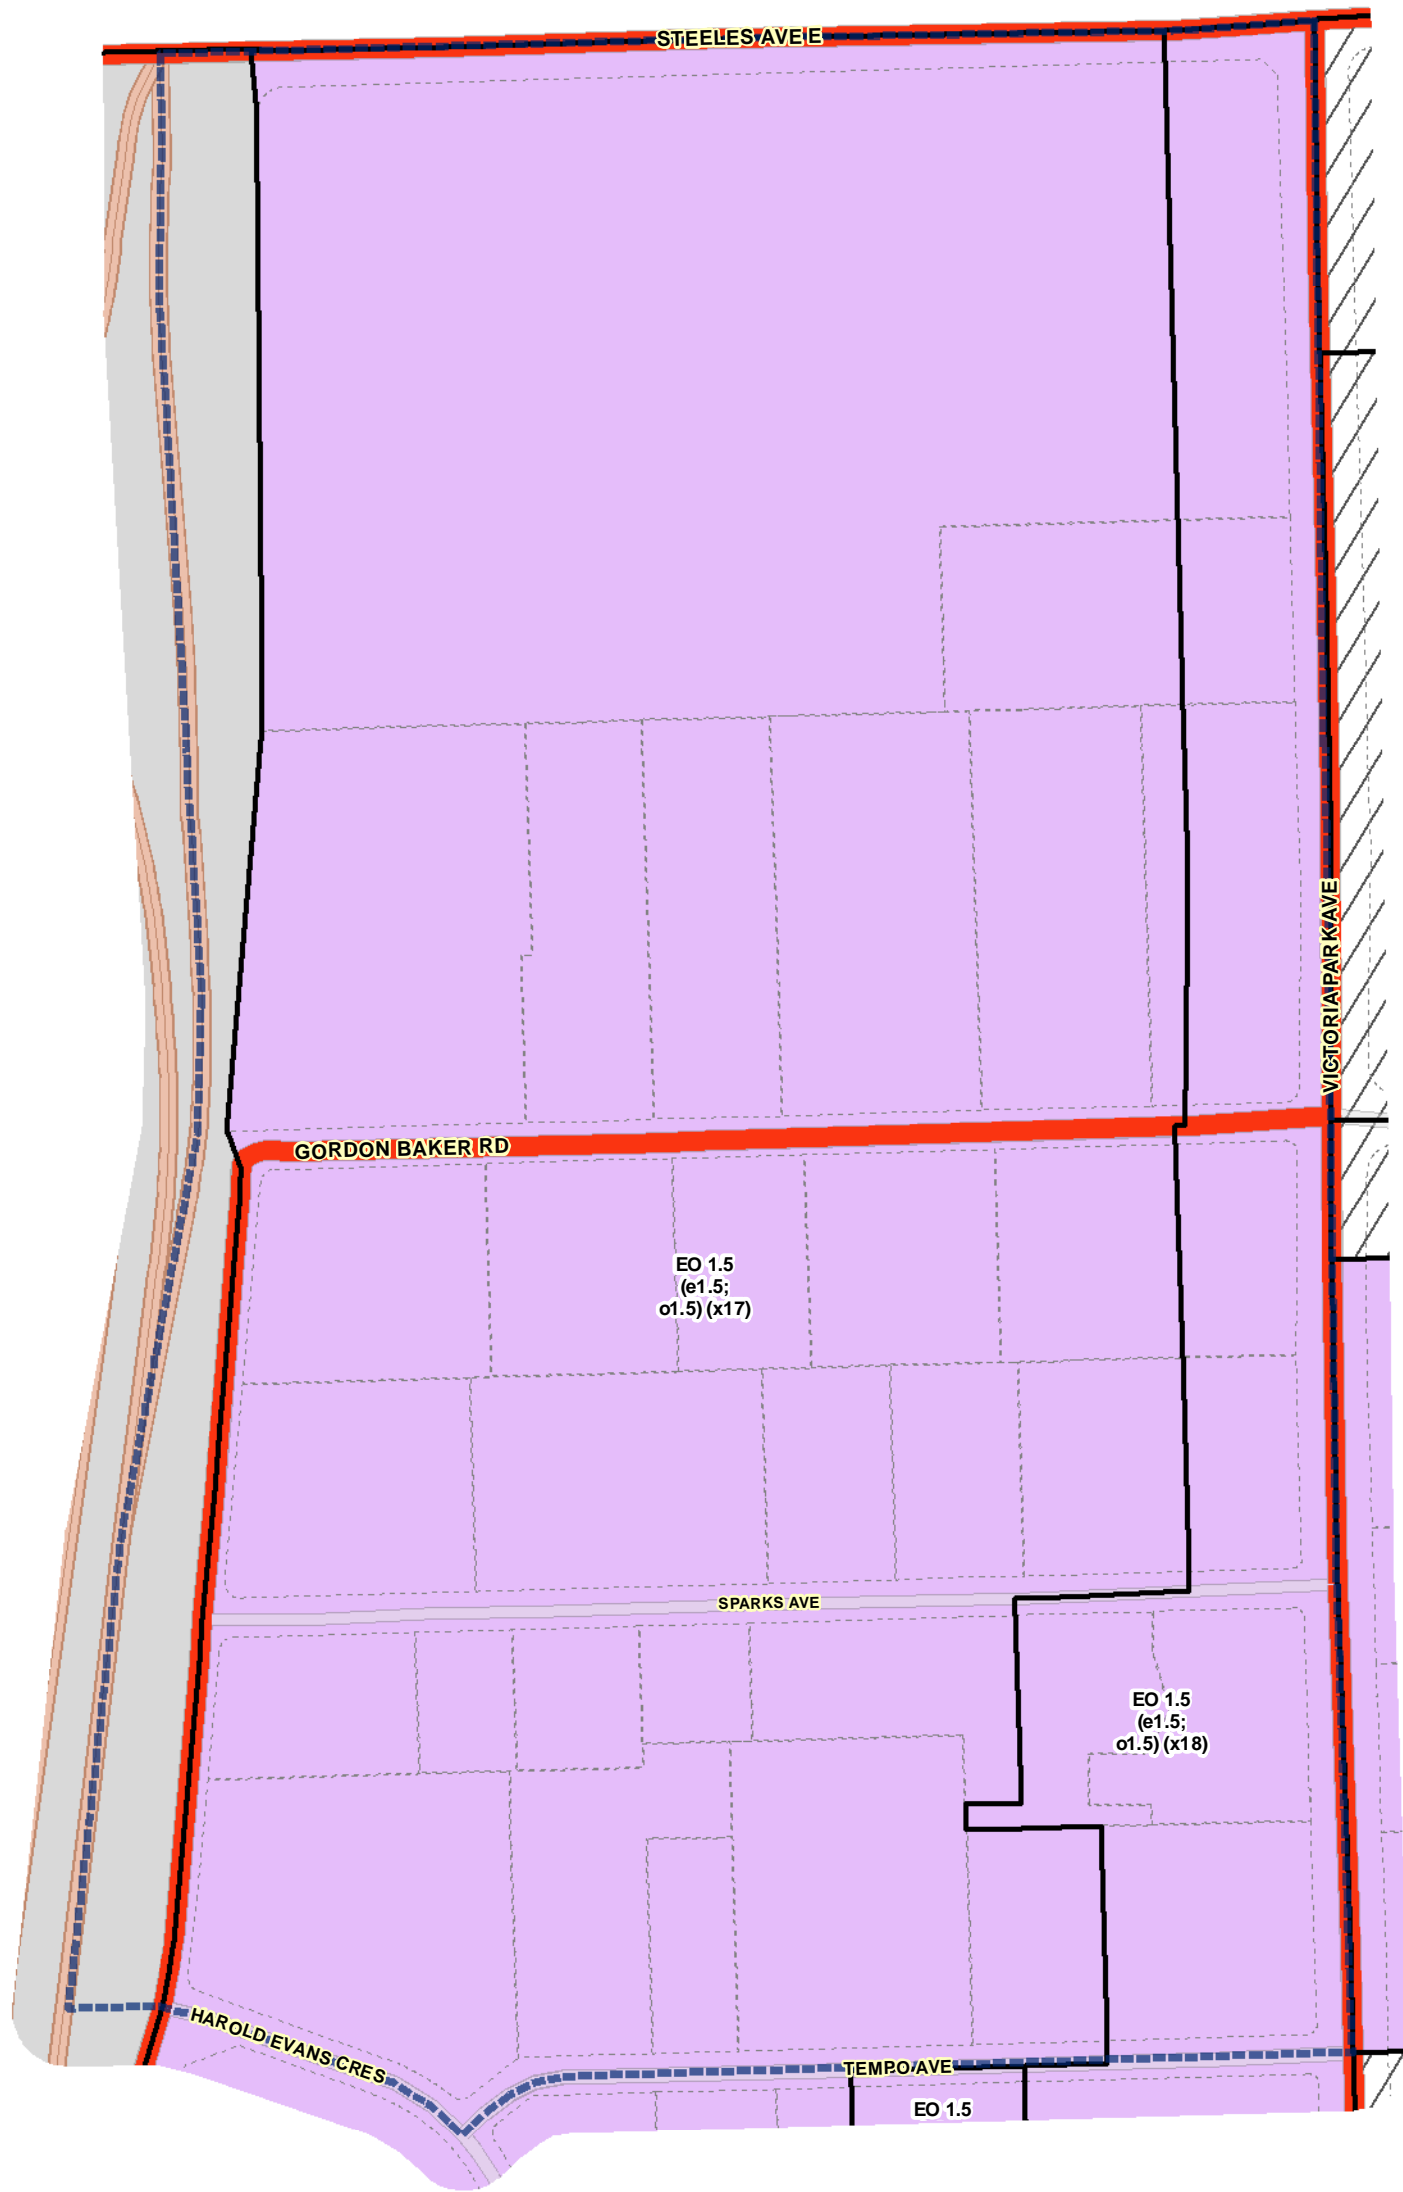 STEELES AVE E
VICTORIA PARK AVE
GORDON BAKER RD
EO 1.5
(e1.5;
o1.5) (x17)
SPARKS AVE
EO 1.5
(e1.5;
o1.5) (x18)
HAROLD EVANS CRES
TEMPO AVE
EO 1.5